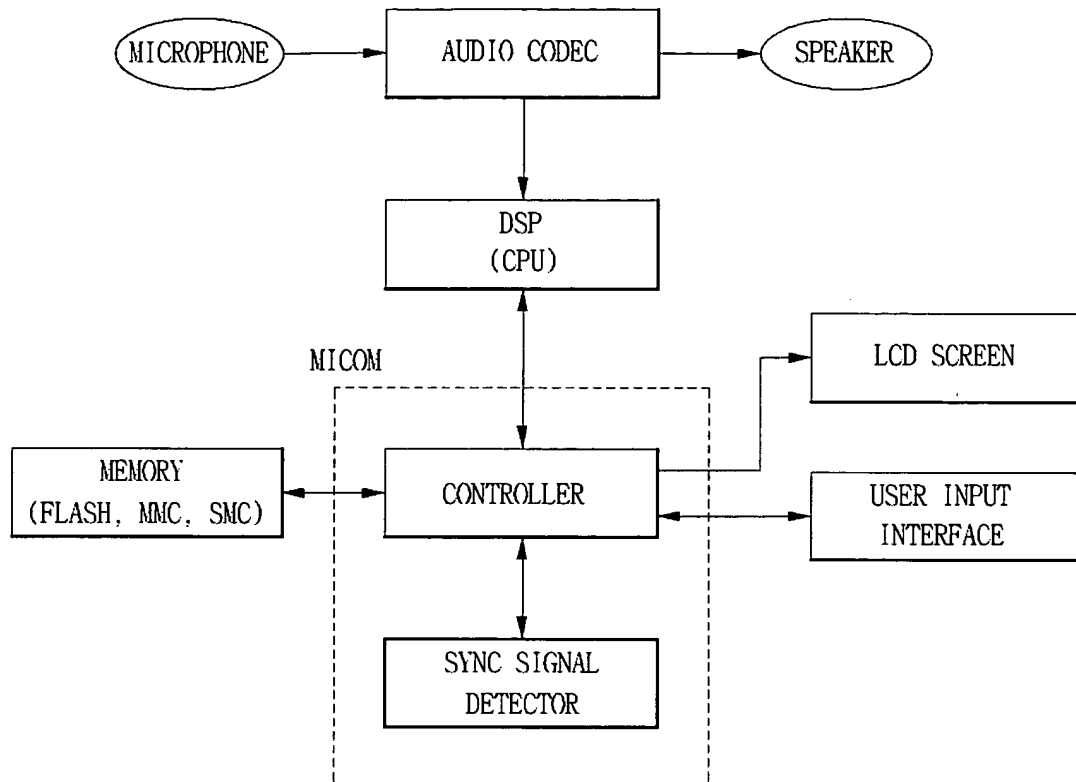 MICROPHONE
AUDIO CODEC
SPEAKER
DSP
(CPU)
MICOM
LCD SCREEN
MEMORY
(FLASH, MMC, SMC)
CONTROLLER
USER INPUT
INTERFACE
SYNC SIGNAL
DETECTOR